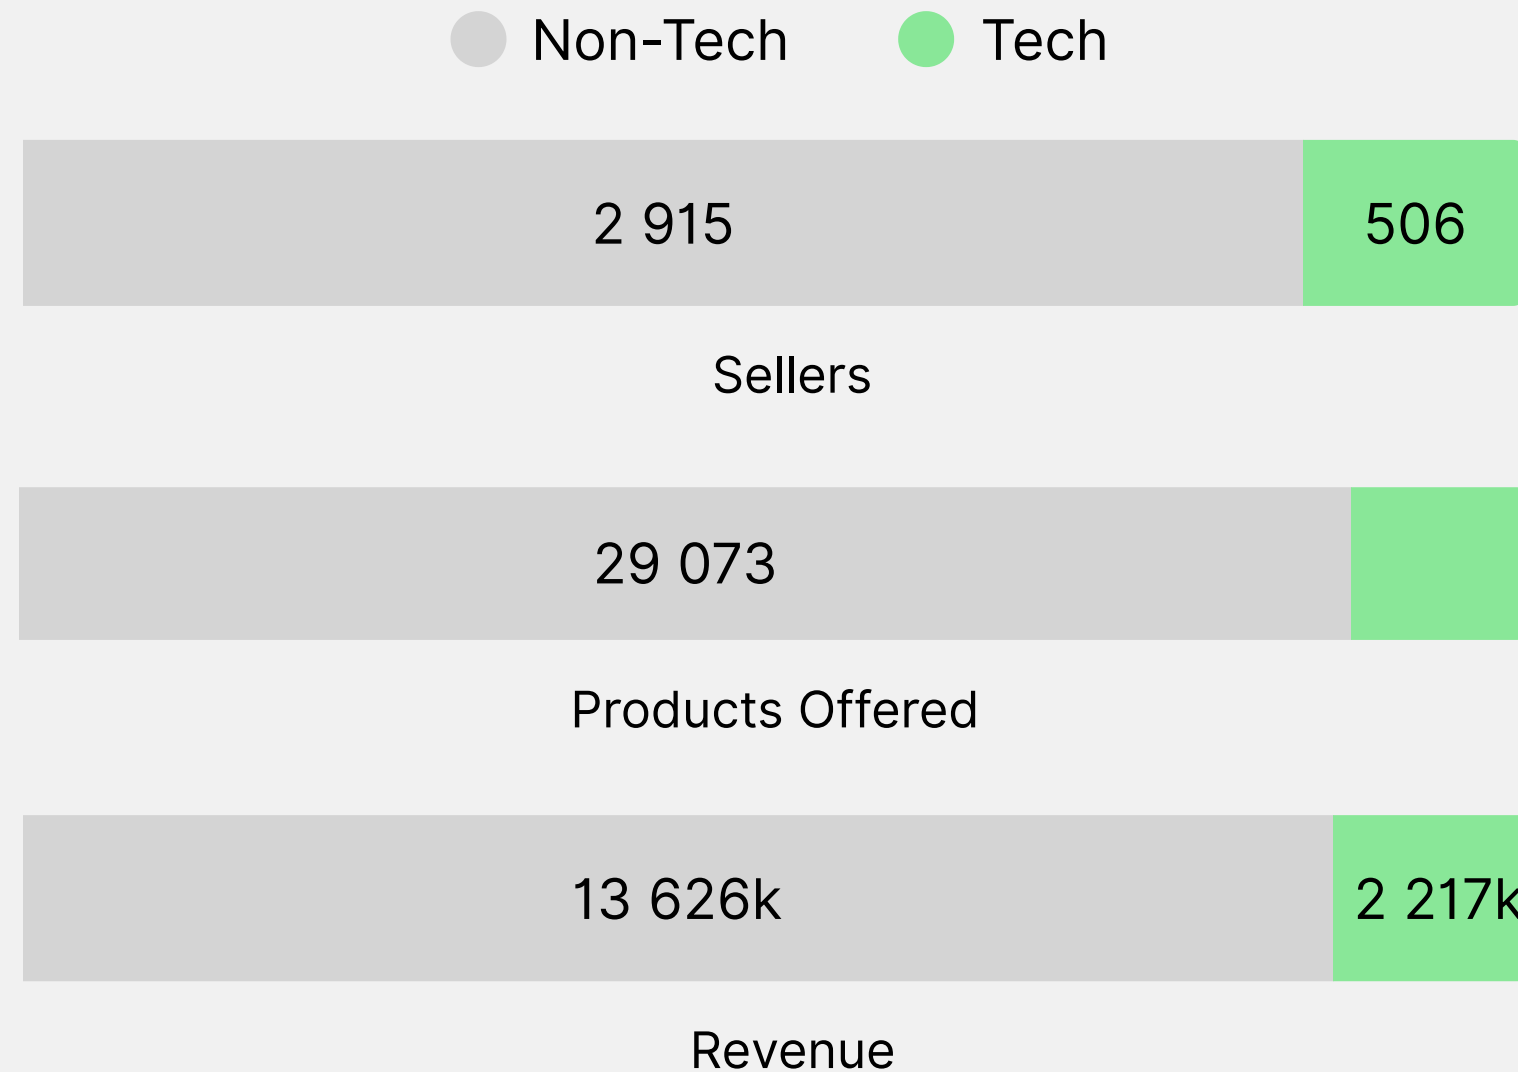 Non-Tech Tech
2 915 506
Sellers
29 073
Products Offered
13 626k 2 217k
Revenue